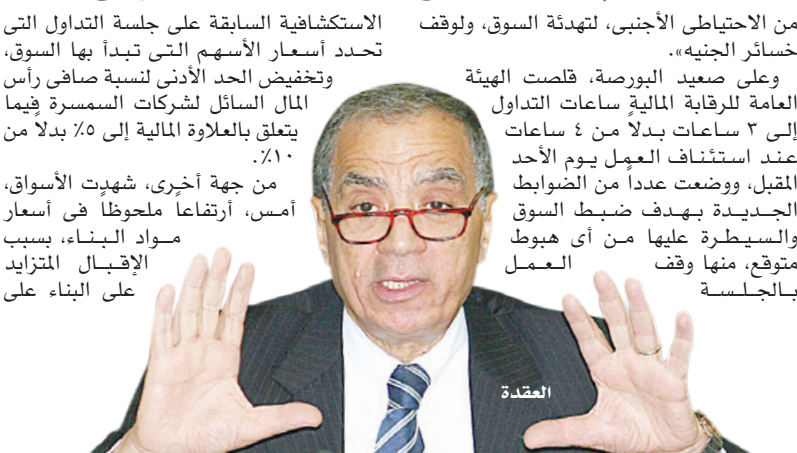 من الاحتياطى الأجنبى، لتهدئة السوق، ولوقف
خسائر الجنيه».
وعلى صعيد البورصة، قلصت الهيئة
العامة للرقابة المالية ساعات التداول
إلى ٣ ساعات بدلاً من ٤ ساعات
عند استئناف العمل يوم الأحد
المقبل، ووضعت عدداً من الضوابط
الجديدة بهدف ضبط السوق
والسيطرة عليها من أى هبوط
متوقع، منها وقف العمل
بالجلسة
الاستكشافية السابقة على جلسة التداول التى
تحدد أسعار الأسهم التى تبدأ بها السوق،
وتخفيض الحد الأدنى لنسبة صافى رأس
المال السائل لشركات السمسرة فيما
يتعلق بالعلاوة المالية إلى ٥٪ بدلاً من
١٠٪.
من جهة أخرى، شهدت الأسواق،
أمس، أرتفاعاً ملحوظاً فى أسعار
مواد البناء، بسبب
الإقبال المتزايد
على البناء على
العقدة